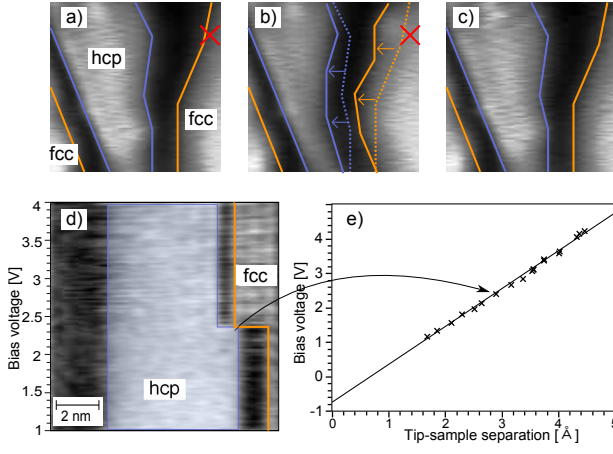 a)
hcp
fcc
fcc
b)
c)
d)
Bias voltage [V]
4
3.5
3
2.5
2
1.5
1
fcc
hcp
2 nm
e)
Bias voltage [V]
5
4
3
2
1
0
-1
0
1
2
3
4
5
Tip-sample separation [Å]